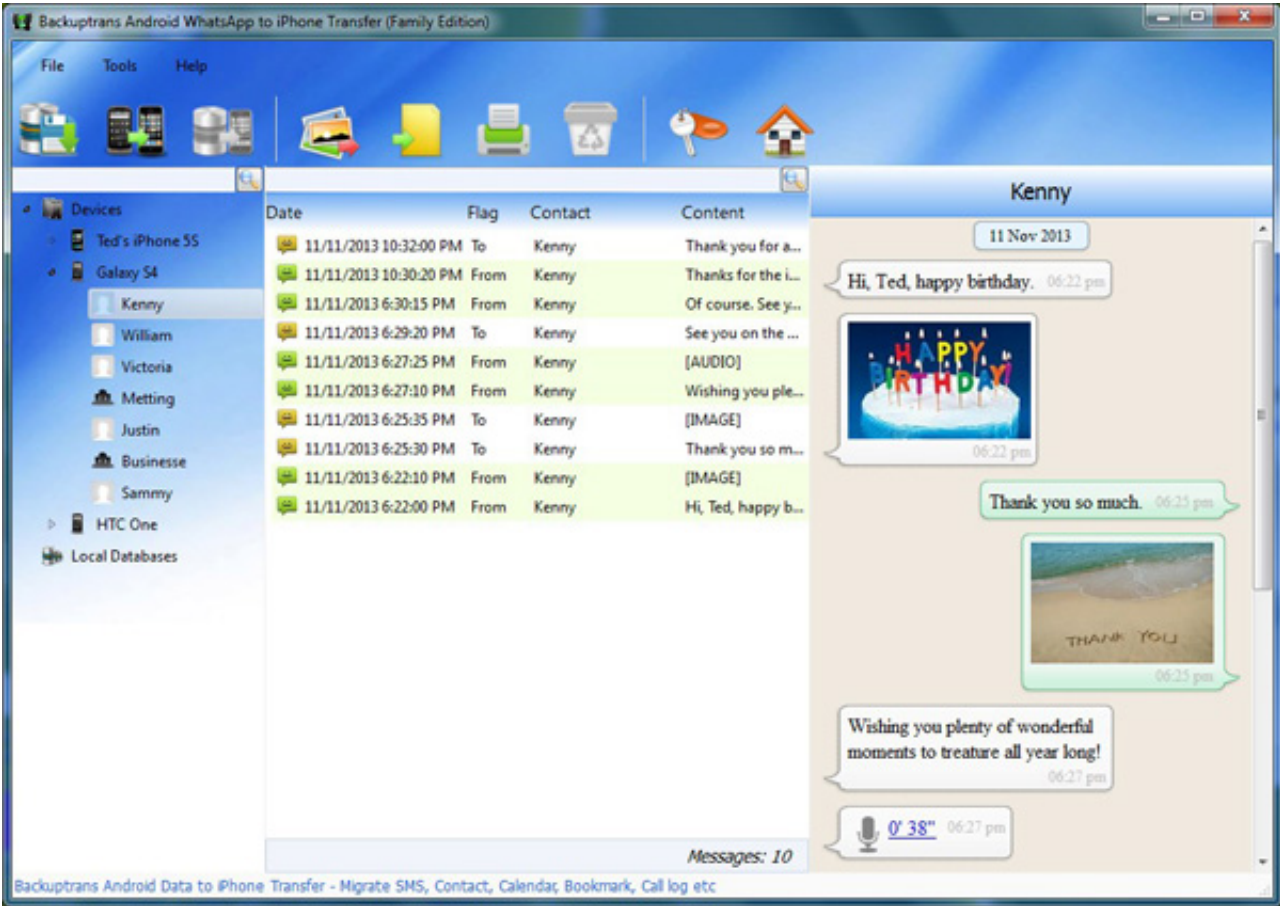 Backuptrans Android WhatsApp to iPhone Transfer (Family Edition)
File Tools Help
Devices
Ted's iPhone 5S
Galaxy S4
Kenny
William
Victoria
Metting
Justin
Businesse
Sammy
HTC One
Local Databases
Date Flag Contact Content
11/11/2013 10:32:00 PM To Kenny Thank you for a...
11/11/2013 10:30:20 PM From Kenny Thanks for the i...
11/11/2013 6:30:15 PM From Kenny Of course. See y...
11/11/2013 6:29:20 PM To Kenny See you on the ...
11/11/2013 6:27:25 PM From Kenny [AUDIO]
11/11/2013 6:27:10 PM From Kenny Wishing you ple...
11/11/2013 6:25:35 PM To Kenny [IMAGE]
11/11/2013 6:25:30 PM To Kenny Thank you so m...
11/11/2013 6:22:10 PM From Kenny [IMAGE]
11/11/2013 6:22:00 PM From Kenny Hi, Ted, happy b...
Messages: 10
Kenny
11 Nov 2013
Hi, Ted, happy birthday. 06:22 pm
HAPPY
BIRTHDAY!
06:22 pm
Thank you so much. 06:25 pm
THANK YOU
06:25 pm
Wishing you plenty of wonderful
moments to treature all year long!
06:27 pm
0' 38" 06:27 pm
Backuptrans Android Data to iPhone Transfer - Migrate SMS, Contact, Calendar, Bookmark, Call log etc